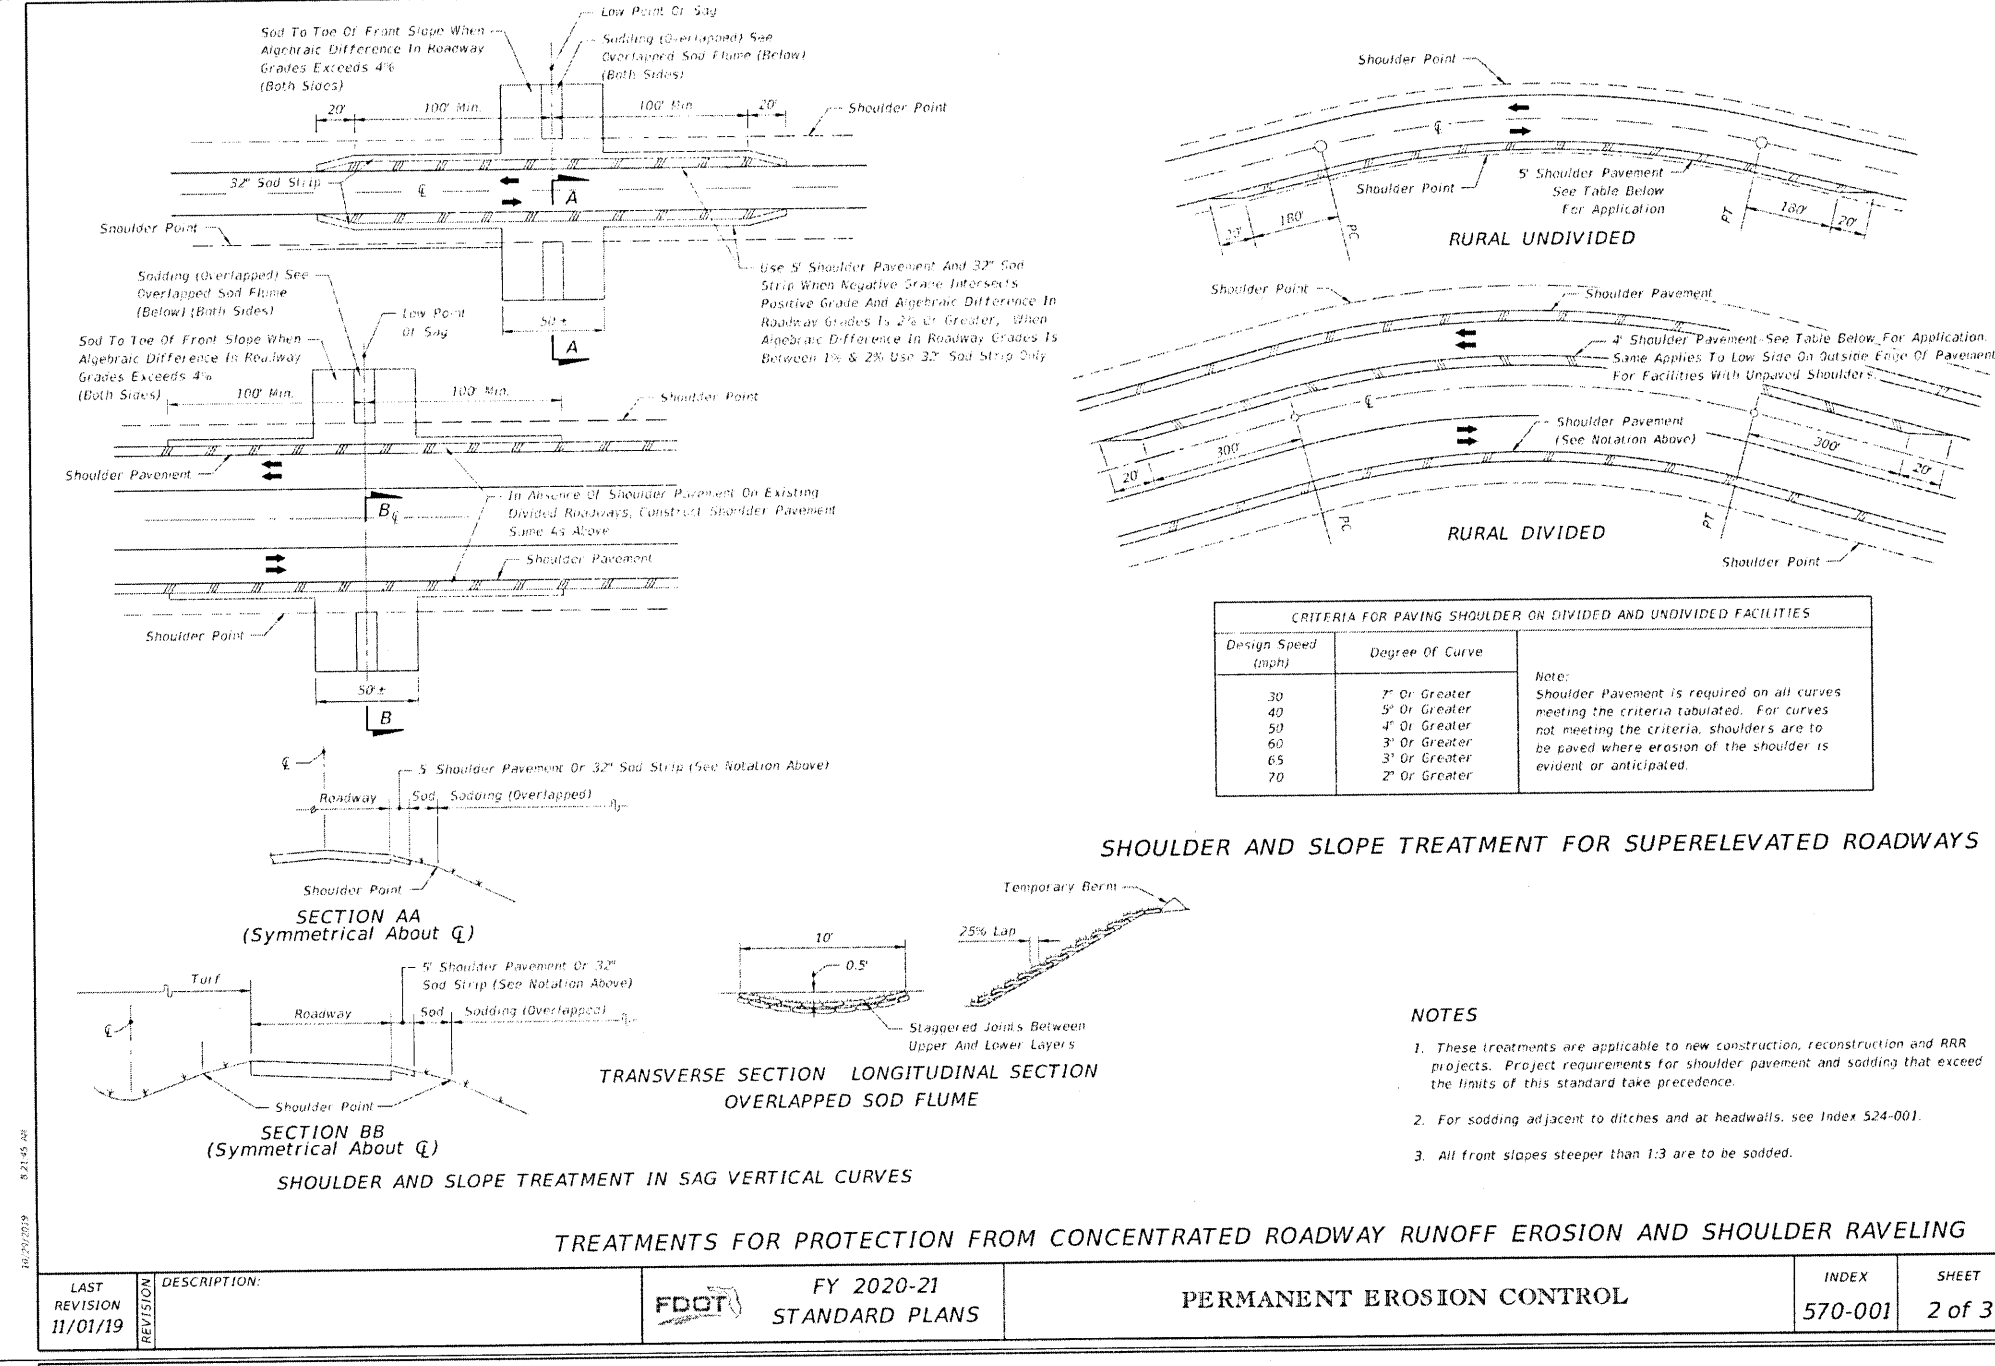 Low Point Of Sag
Sod To Toe Of Front Slope When
Algebraic Difference In Roadway
Grades Exceeds 4%
(Both Sides)
Sodding (Overlapped) See
Overlapped Sod Flume (Below)
(Both Sides)
20'
100' Min.
100' Min.
20'
Shoulder Point
32" Sod Strip
℄
A
Shoulder Point
Use 5' Shoulder Pavement And 32" Sod
Strip When Negative Grade Intersects
Positive Grade And Algebraic Difference In
Roadway Grades Is 2% Or Greater, When
Algebraic Difference In Roadway Grades Is
Between 1% & 2% Use 32" Sod Strip Only
50'±
A
Sodding (Overlapped) See
Overlapped Sod Flume
(Below) (Both Sides)
Low Point
Of Sag
Sod To Toe Of Front Slope When
Algebraic Difference In Roadway
Grades Exceeds 4%
(Both Sides)
100' Min.
100' Min.
Shoulder Point
Shoulder Pavement
In Absence Of Shoulder Pavement On Existing
Divided Roadways, Construct Shoulder Pavement
Same As Above
B
℄
Shoulder Pavement
Shoulder Point
50'±
B
℄
5' Shoulder Pavement Or 32" Sod Strip (See Notation Above)
Roadway
Sod
Sodding (Overlapped)
Shoulder Point
SECTION AA
(Symmetrical About ℄)
Turf
5' Shoulder Pavement Or 32"
Sod Strip (See Notation Above)
Roadway
Sod
Sodding (Overlapped)
℄
Shoulder Point
SECTION BB
(Symmetrical About ℄)
SHOULDER AND SLOPE TREATMENT IN SAG VERTICAL CURVES
10'
0.5'
Staggered Joints Between
Upper And Lower Layers
Temporary Berm
25% Lap
TRANSVERSE SECTION LONGITUDINAL SECTION
OVERLAPPED SOD FLUME
Shoulder Point
℄
Shoulder Point
5' Shoulder Pavement
See Table Below
For Application
20'
180'
PC
PT
180'
20'
RURAL UNDIVIDED
Shoulder Point
Shoulder Pavement
4' Shoulder Pavement-See Table Below For Application.
Same Applies To Low Side On Outside Edge Of Pavement
For Facilities With Unpaved Shoulders.
℄
Shoulder Pavement
(See Notation Above)
20'
300'
300'
20'
PC
PT
RURAL DIVIDED
Shoulder Point
CRITERIA FOR PAVING SHOULDER ON DIVIDED AND UNDIVIDED FACILITIES
Design Speed
(mph)
Degree Of Curve
30 7° Or Greater
40 5° Or Greater
50 4° Or Greater
60 3° Or Greater
65 3° Or Greater
70 2° Or Greater
Note:
Shoulder Pavement is required on all curves
meeting the criteria tabulated. For curves
not meeting the criteria, shoulders are to
be paved where erosion of the shoulder is
evident or anticipated.
SHOULDER AND SLOPE TREATMENT FOR SUPERELEVATED ROADWAYS
NOTES
1. These treatments are applicable to new construction, reconstruction and RRR
projects. Project requirements for shoulder pavement and sodding that exceed
the limits of this standard take precedence.
2. For sodding adjacent to ditches and at headwalls, see Index 524-001.
3. All front slopes steeper than 1:3 are to be sodded.
TREATMENTS FOR PROTECTION FROM CONCENTRATED ROADWAY RUNOFF EROSION AND SHOULDER RAVELING
10/29/2019
LAST
REVISION
11/01/19
REVISION
DESCRIPTION:
FDOT
FY 2020-21
STANDARD PLANS
PERMANENT EROSION CONTROL
INDEX
570-001
SHEET
2 of 3